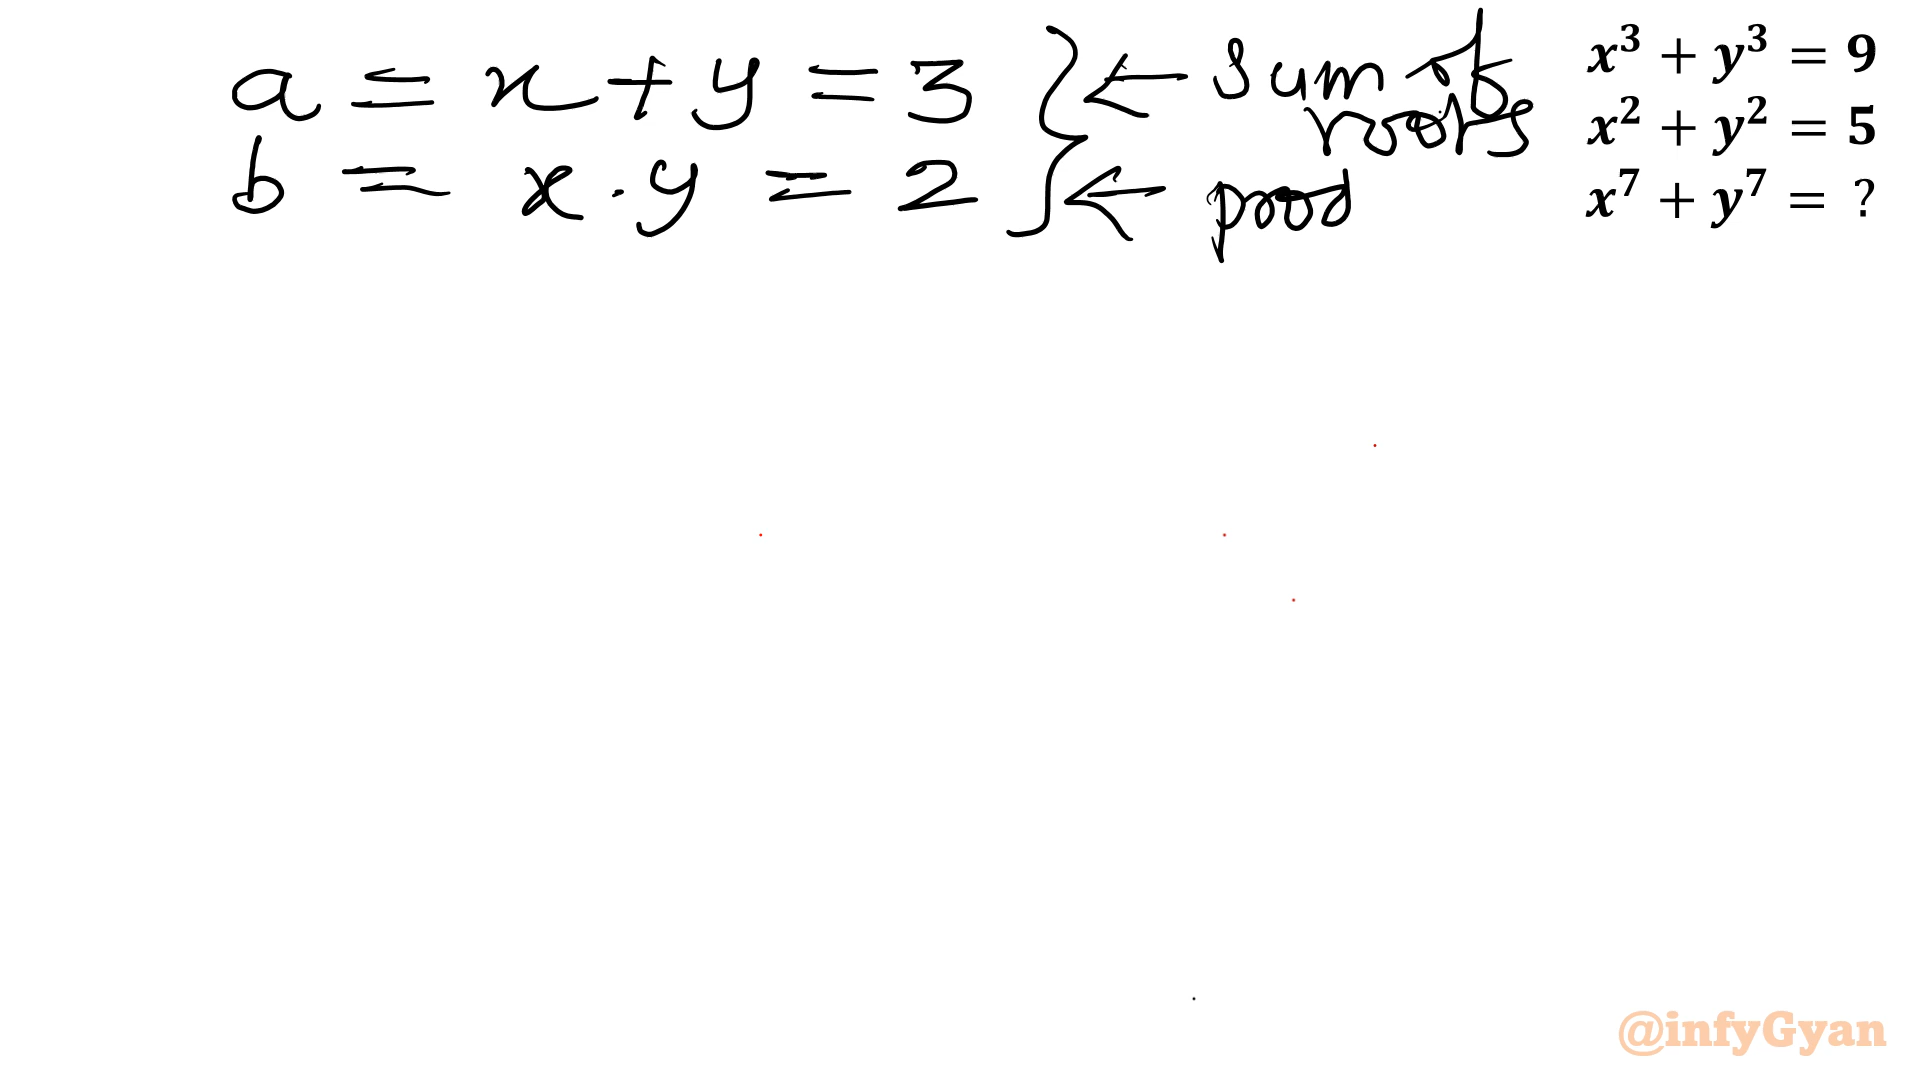 a = x + y = 3 } ← sum of roots
b = x . y = 2 } ← prod
x³ + y³ = 9
x² + y² = 5
x⁷ + y⁷ = ?
@infyGyan